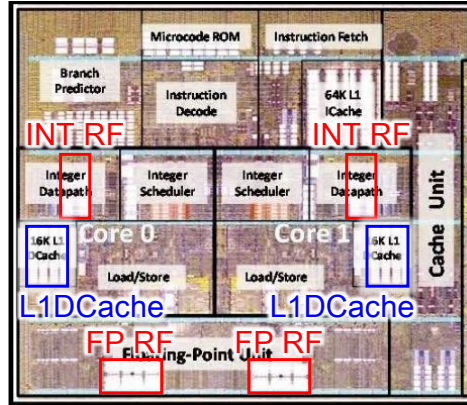 Microcode ROM
Instruction Fetch
Branch
Predictor
Instruction
Decode
64K L1
ICache
INT RF
INT RF
Integer
Datapath
Integer
Scheduler
Integer
Scheduler
Integer
Datapath
Cache Unit
Core 0
Core 1
16K L1
DCache
16K L1
DCache
Load/Store
Load/Store
L1DCache
L1DCache
FP RF
FP RF
Floating-Point Unit